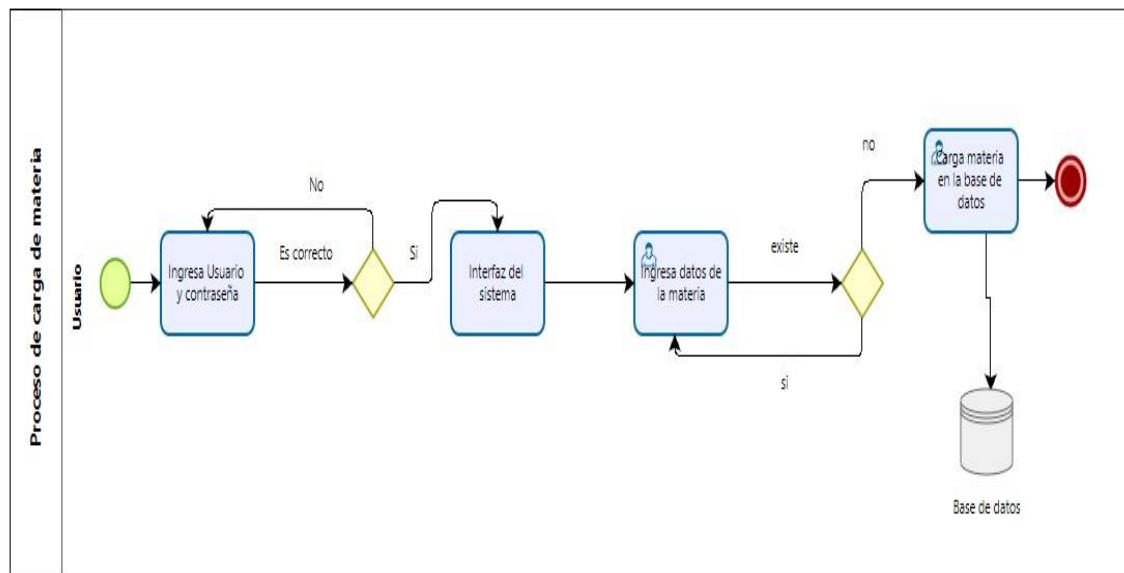 Proceso de carga de materia
Usuario
Ingresa Usuario
y contraseña
No
Es correcto
Si
Interfaz del
sistema
Ingresa datos de
la materia
existe
si
no
Carga materia
en la base de
datos
Base de datos